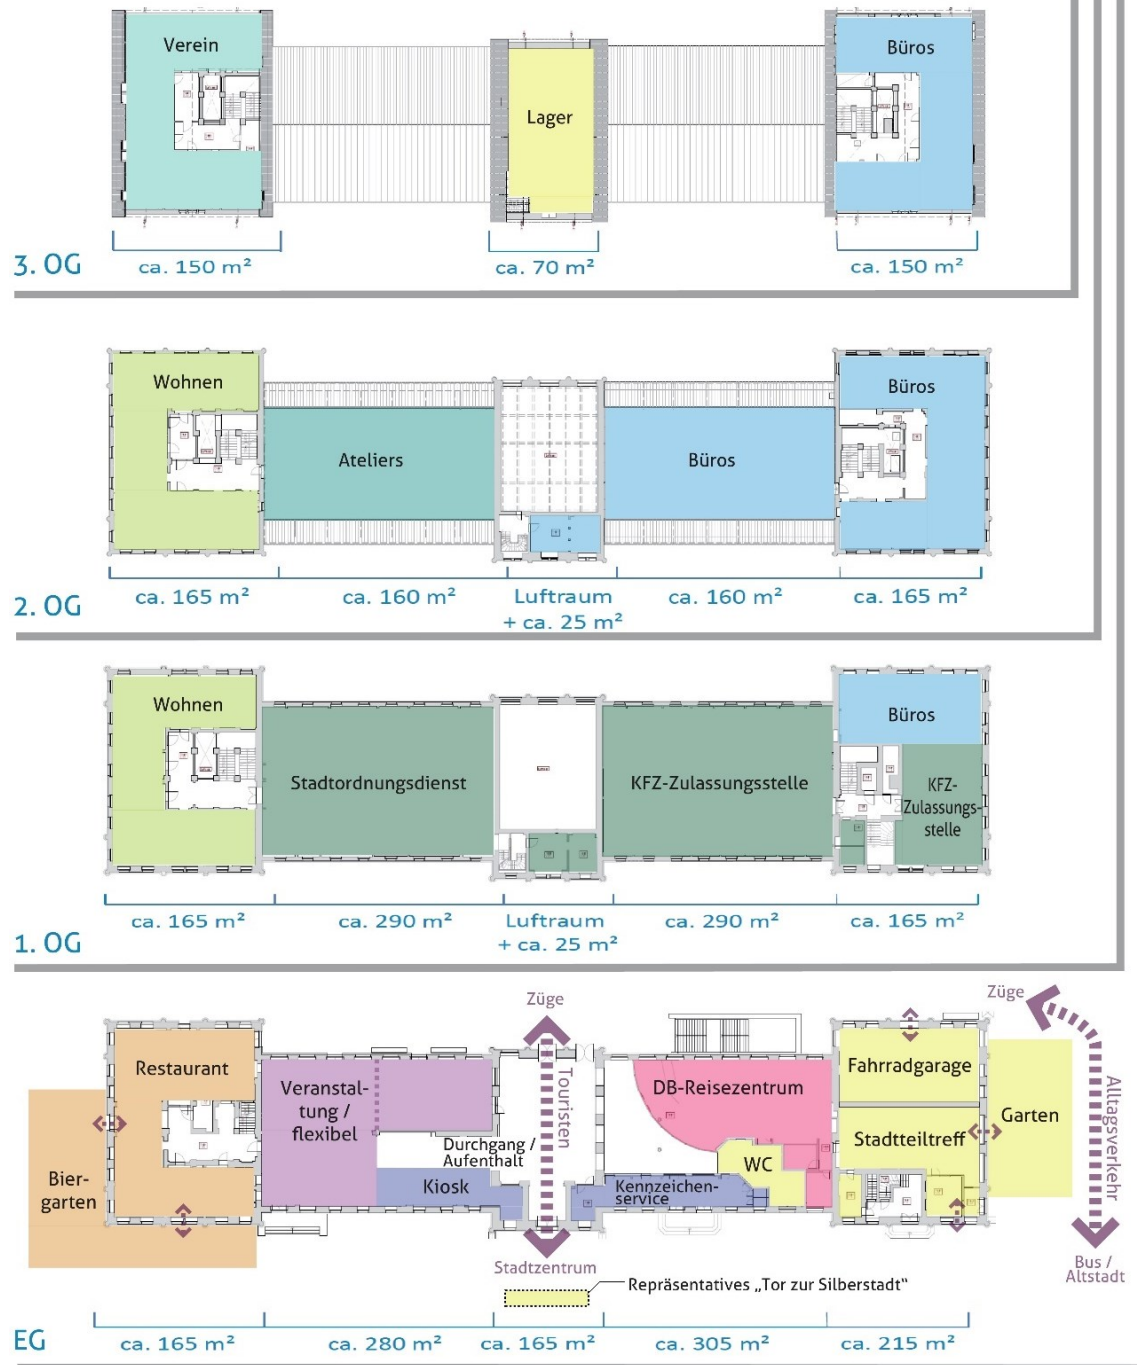 Verein
Lager
Büros
3. OG
ca. 150 m²
ca. 70 m²
ca. 150 m²
Wohnen
Ateliers
Büros
Büros
2. OG
ca. 165 m²
ca. 160 m²
Luftraum
+ ca. 25 m²
ca. 160 m²
ca. 165 m²
Wohnen
Stadtordnungsdienst
KFZ-Zulassungsstelle
Büros
KFZ-
Zulassungs-
stelle
1. OG
ca. 165 m²
ca. 290 m²
Luftraum
+ ca. 25 m²
ca. 290 m²
ca. 165 m²
Züge
Züge
Restaurant
Bier-
garten
Veranstal-
tung /
flexibel
Durchgang /
Aufenthalt
Kiosk
Touristen
DB-Reisezentrum
WC
Kennzeichen-
service
Fahrradgarage
Stadtteiltreff
Garten
Alltagsverkehr
Bus /
Altstadt
Stadtzentrum
Repräsentatives „Tor zur Silberstadt“
EG
ca. 165 m²
ca. 280 m²
ca. 165 m²
ca. 305 m²
ca. 215 m²